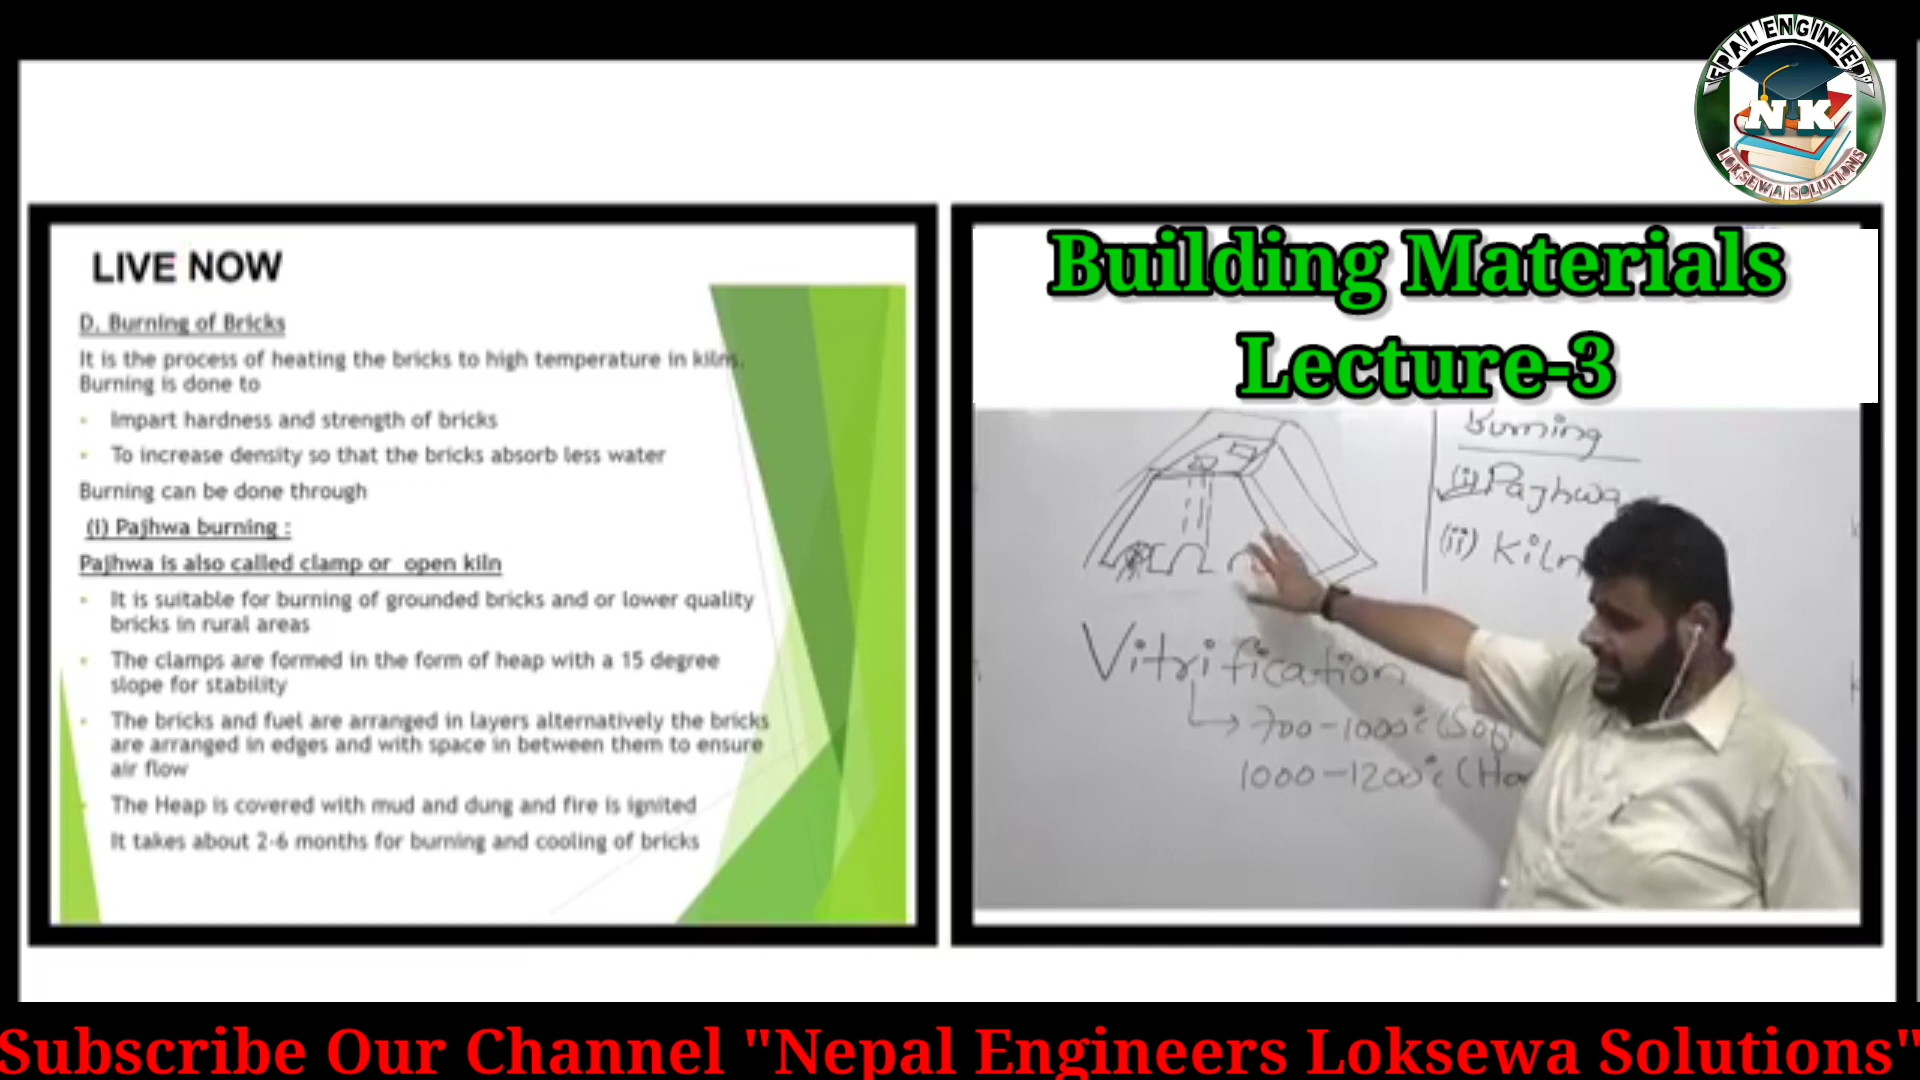 NEPAL ENGINEERS
NK
LOKSEWA SOLUTIONS
LIVE NOW
D. Burning of Bricks
It is the process of heating the bricks to high temperature in kilns.
Burning is done to
Impart hardness and strength of bricks
To increase density so that the bricks absorb less water
Burning can be done through
(i) Pajhwa burning :
Pajhwa is also called clamp or open kiln
It is suitable for burning of grounded bricks and or lower quality
bricks in rural areas
The clamps are formed in the form of heap with a 15 degree
slope for stability
The bricks and fuel are arranged in layers alternatively the bricks
are arranged in edges and with space in between them to ensure
air flow
The Heap is covered with mud and dung and fire is ignited
It takes about 2-6 months for burning and cooling of bricks
Building Materials
Lecture-3
Burning
(i) Pajhwa
(ii) Kiln
Vitrification
700-1000°C (Sof
1000-1200°C (Ha
Subscribe Our Channel "Nepal Engineers Loksewa Solutions"